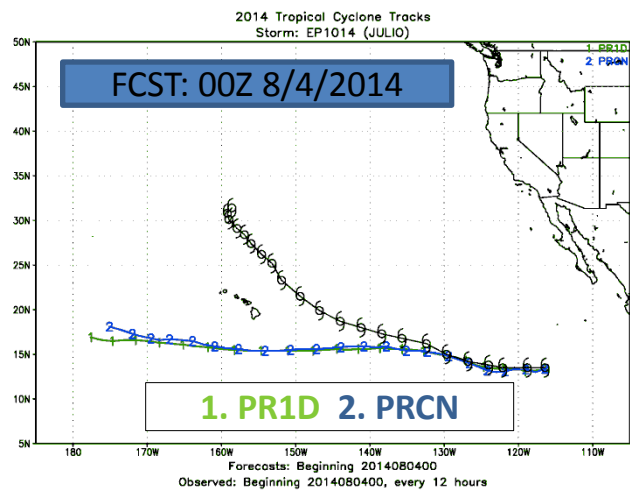 2014 Tropical Cyclone Tracks
Storm: EP1014 (JULIO)
50N
1 PR1D
2 PRCN
FCST: 00Z 8/4/2014
45N
40N
35N
30N
25N
20N
15N
10N
5N
1. PR1D 2. PRCN
180 170W 160W 150W 140W 130W 120W 110W
Forecasts: Beginning 2014080400
Observed: Beginning 2014080400, every 12 hours